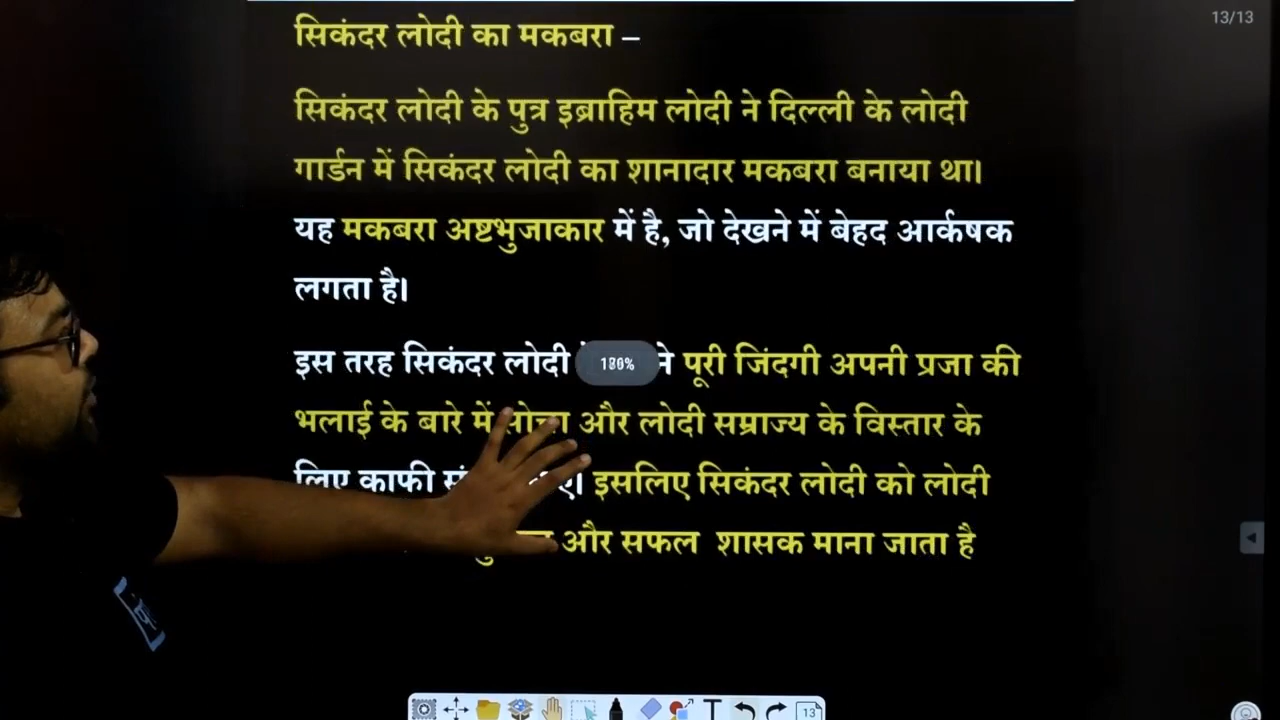 13/13
सिकंदर लोदी का मकबरा –
सिकंदर लोदी के पुत्र इब्राहिम लोदी ने दिल्ली के लोदी
गार्डन में सिकंदर लोदी का शानादार मकबरा बनाया था।
यह मकबरा अष्टभुजाकार में है, जो देखने में बेहद आर्कषक
लगता है।
इस तरह सिकंदर लोदी ने पूरी जिंदगी अपनी प्रजा की
भलाई के बारे में सोचा और लोदी सम्राज्य के विस्तार के
लिए काफी इसलिए सिकंदर लोदी को लोदी
और सफल शासक माना जाता है
13